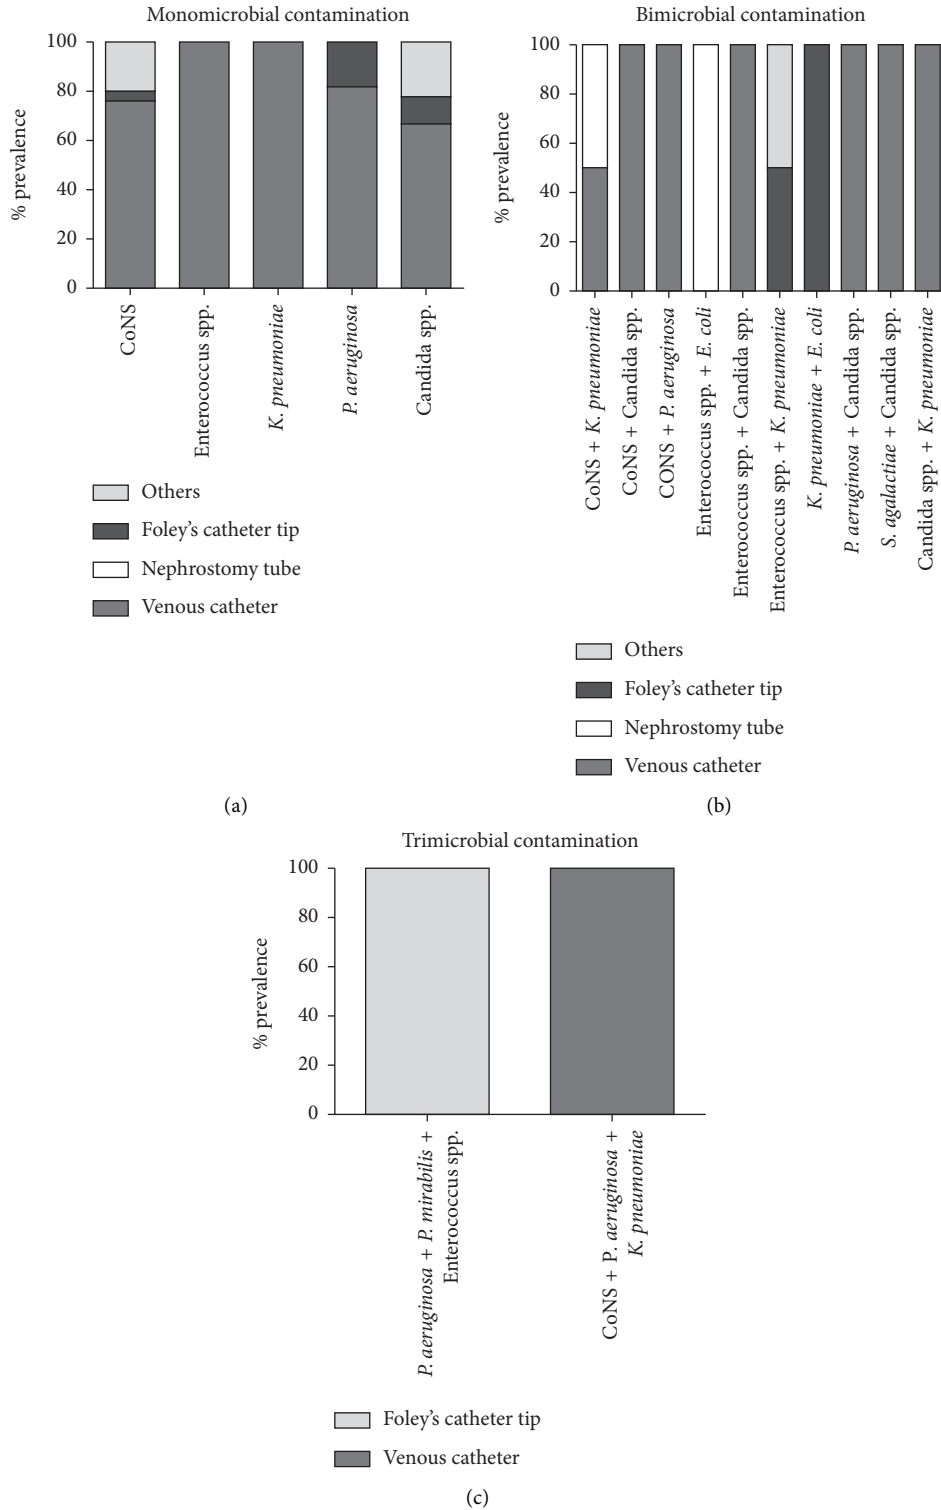 Monomicrobial contamination
% prevalence
100
80
60
40
20
0
CoNS
Enterococcus spp.
K. pneumoniae
P. aeruginosa
Candida spp.
Others
Foley's catheter tip
Nephrostomy tube
Venous catheter
(a)
Bimicrobial contamination
% prevalence
100
80
60
40
20
0
CoNS + K. pneumoniae
CoNS + Candida spp.
CONS + P. aeruginosa
Enterococcus spp. + E. coli
Enterococcus spp. + Candida spp.
Enterococcus spp. + K. pneumoniae
K. pneumoniae + E. coli
P. aeruginosa + Candida spp.
S. agalactiae + Candida spp.
Candida spp. + K. pneumoniae
Others
Foley's catheter tip
Nephrostomy tube
Venous catheter
(b)
Trimicrobial contamination
% prevalence
100
80
60
40
20
0
P. aeruginosa + P. mirabilis +
Enterococcus spp.
CoNS + P.. aeruginosa +
K. pneumoniae
Foley's catheter tip
Venous catheter
(c)